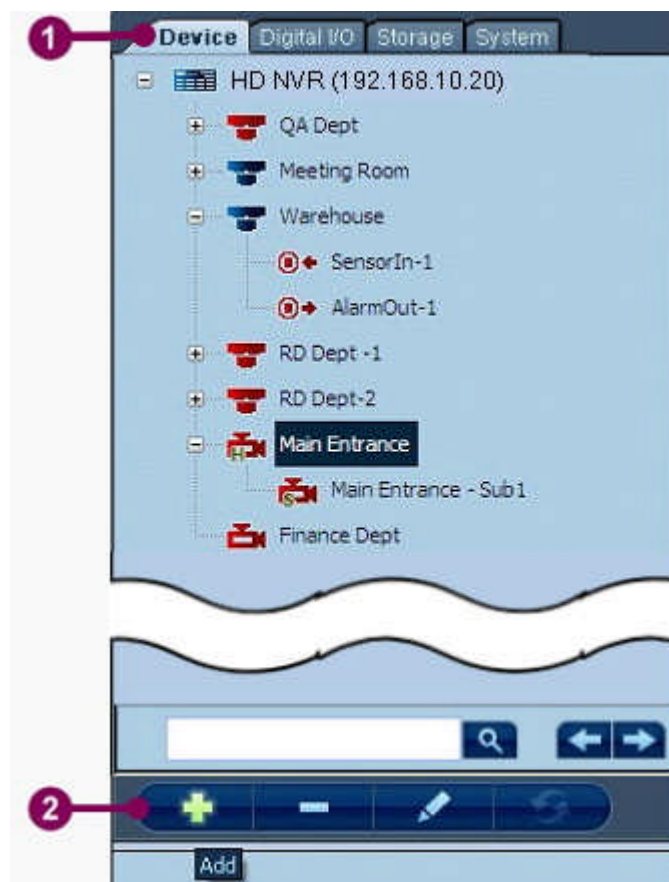 1
Device Digital I/O Storage System
HD NVR (192.168.10.20)
QA Dept
Meeting Room
Warehouse
SensorIn-1
AlarmOut-1
RD Dept -1
RD Dept-2
H Main Entrance
S Main Entrance - Sub1
Finance Dept
2
Add